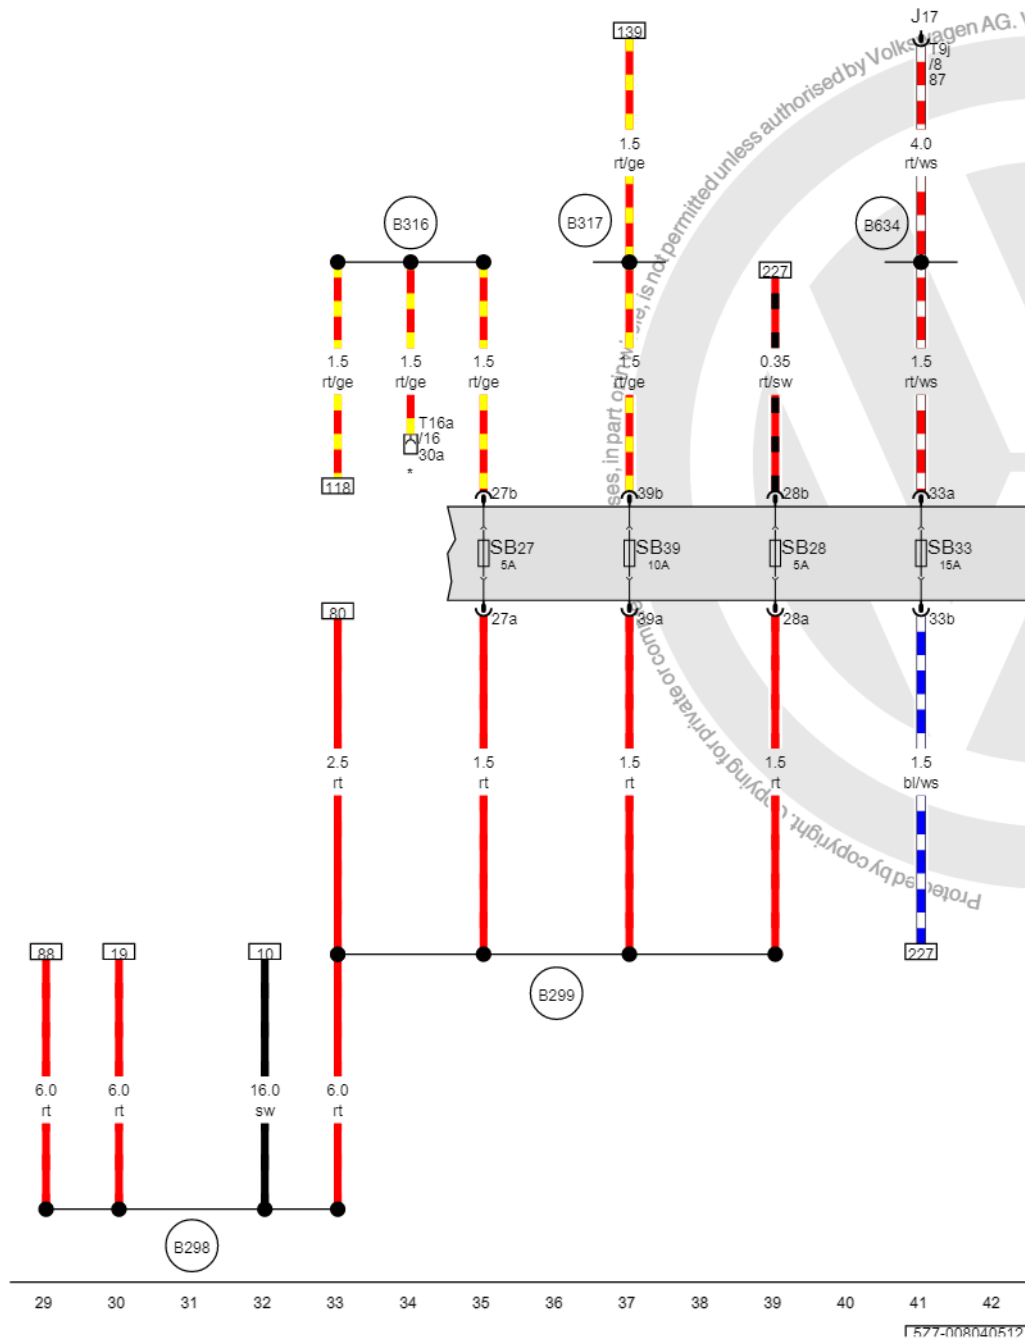 J17
T9j
/8
87
139
1.5
rt/ge
4.0
rt/ws
B316
B317
B634
227
1.5
rt/ge
1.5
rt/ge
1.5
rt/ge
1.5
rt/ge
0.35
rt/sw
1.5
rt/ws
T16a
/16
30a
*
118
27b
39b
28b
33a
SB27
5A
SB39
10A
SB28
5A
SB33
15A
80
27a
39a
28a
33b
2.5
rt
1.5
rt
1.5
rt
1.5
rt
1.5
bl/ws
88
19
10
227
B299
6.0
rt
6.0
rt
16.0
sw
6.0
rt
B298
29 30 31 32 33 34 35 36 37 38 39 40 41 42
5Z7-008040512
Protected by copyright. Copying for private or
ses, in part or in
, is not permitted unless authorised by Volkswagen AG.